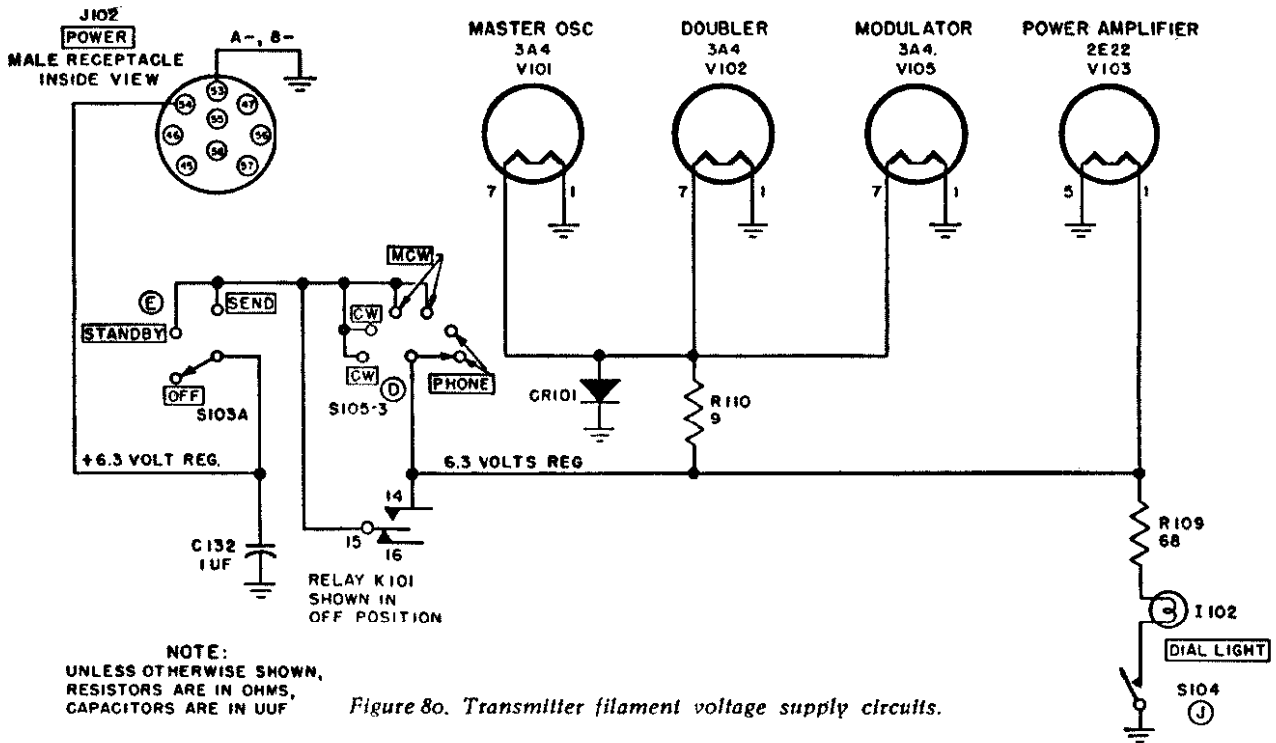 J102
POWER
MALE RECEPTACLE
INSIDE VIEW
A-, B-
53
54
47
55
46
56
58
45
57
MASTER OSC
3A4
V101
DOUBLER
3A4
V102
MODULATOR
3A4.
V105
POWER AMPLIFIER
2E22
V103
7 1
7 1
7 1
5 1
MCW
E
SEND
STANDBY
CW
CW
D
PHONE
OFF
S103A
S105-3
CR101
R110
9
+6.3 VOLT REG.
6.3 VOLTS REG
14
15
16
C132
1UF
RELAY K101
SHOWN IN
OFF POSITION
R109
68
I102
DIAL LIGHT
S104
J
NOTE:
UNLESS OTHERWISE SHOWN,
RESISTORS ARE IN OHMS,
CAPACITORS ARE IN UUF
Figure 80. Transmitter filament voltage supply circuits.